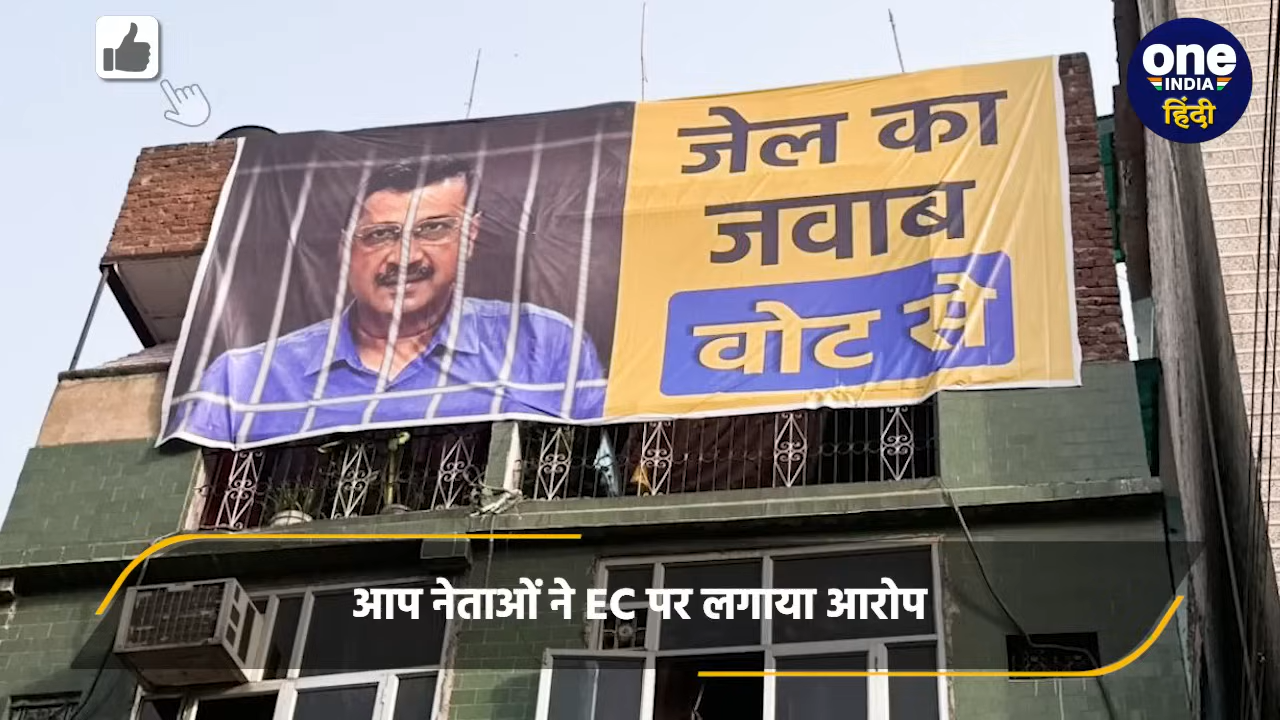 one
INDIA
हिंदी
जेल का
जवाब
वोट से
आप नेताओं ने EC पर लगाया आरोप